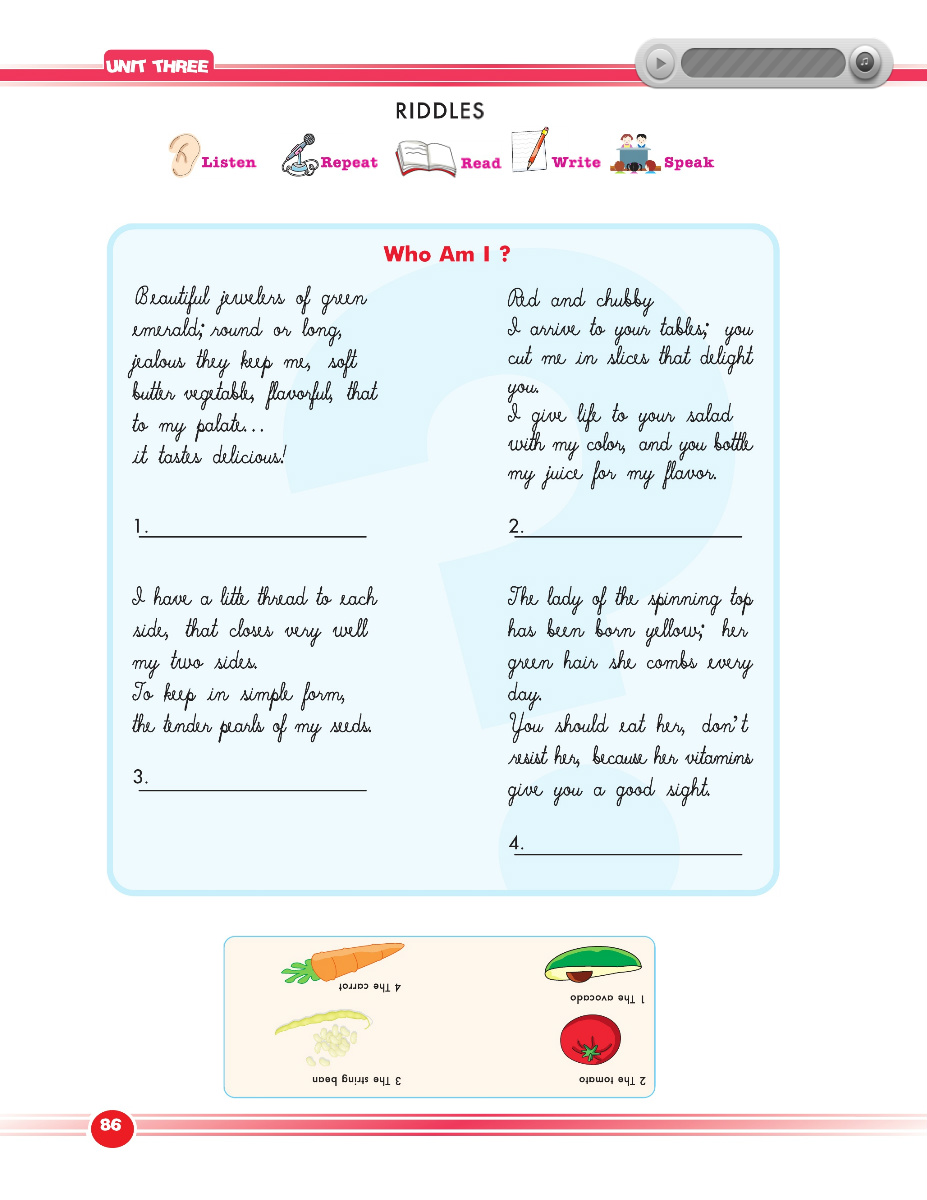 UNIT THREE
RIDDLES
Listen
Repeat
Read
Write
Speak
Who Am I ?
Beautiful jewelers of green
emerald; round or long,
jealous they keep me, soft
butter vegetable, flavorful, that
to my palate...
it tastes delicious!
1.
Red and chubby
I arrive to your tables; you
cut me in slices that delight
you.
I give life to your salad
with my color, and you bottle
my juice for my flavor.
2.
I have a little thread to each
side, that closes very well
my two sides.
To keep in simple form,
the tender pearls of my seeds.
3.
The lady of the spinning top
has been born yellow; her
green hair she combs every
day.
You should eat her, don't
resist her, because her vitamins
give you a good sight.
4.
4 The carrot
1 The avocado
3 The string bean
2 The tomato
86